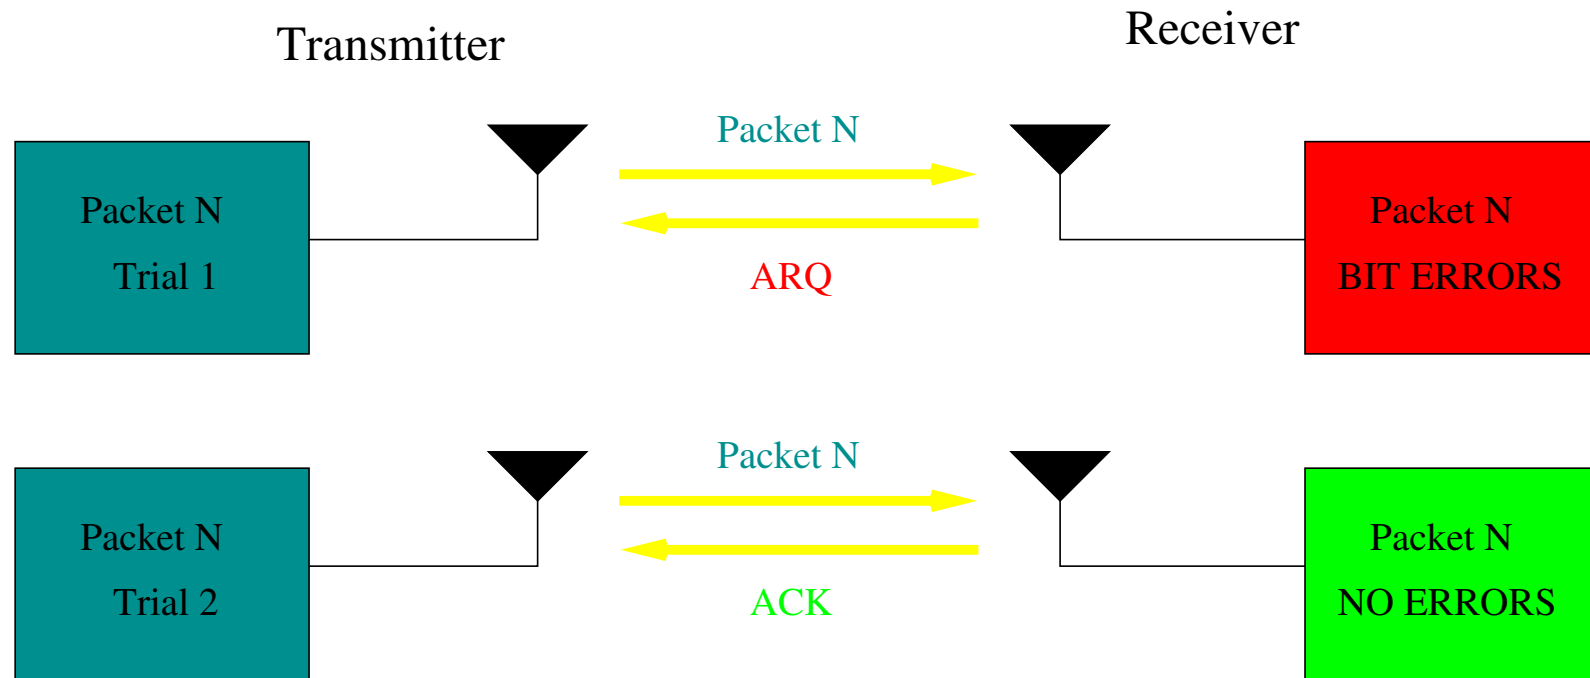 Transmitter
Receiver
Packet N
Trial 1
Packet N
ARQ
Packet N
BIT ERRORS
Packet N
Trial 2
Packet N
ACK
Packet N
NO ERRORS